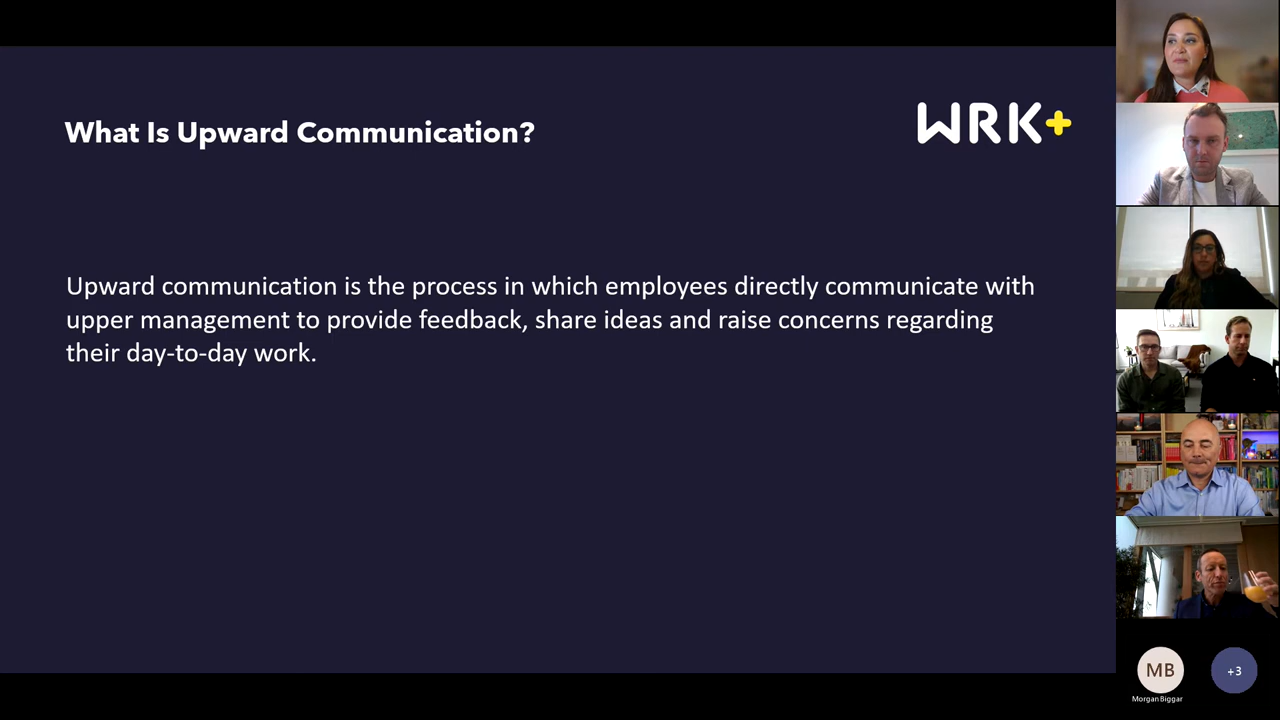 What Is Upward Communication?
WRK+
Upward communication is the process in which employees directly communicate with
upper management to provide feedback, share ideas and raise concerns regarding
their day-to-day work.
MB
+3
Morgan Biggar